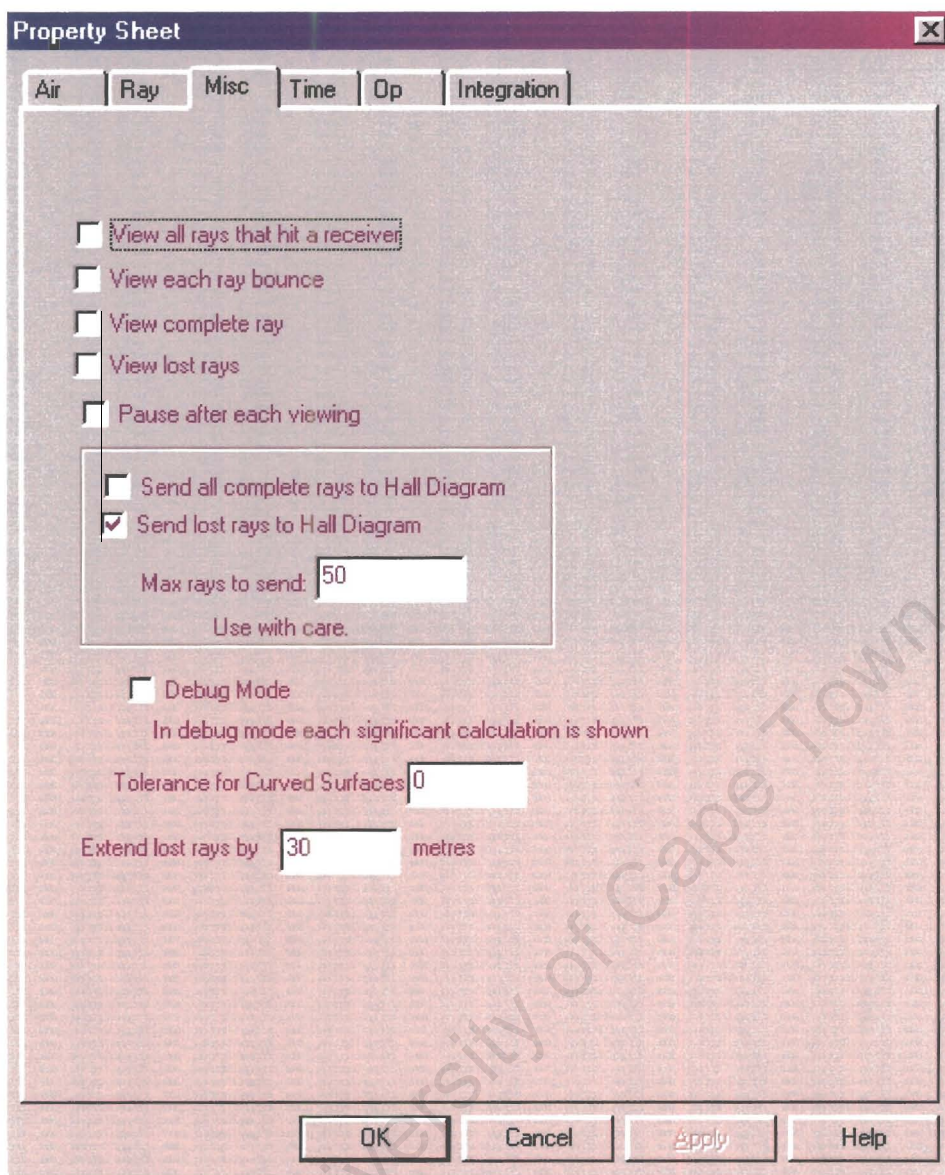 Property Sheet
Air Ray Misc Time Op Integration
View all rays that hit a receiver
View each ray bounce
View complete ray
View lost rays
Pause after each viewing
Send all complete rays to Hall Diagram
Send lost rays to Hall Diagram
Max rays to send: 50
Use with care.
Debug Mode
In debug mode each significant calculation is shown
Tolerance for Curved Surfaces 0
Extend lost rays by 30 metres
OK Cancel Apply Help
University of Cape Town